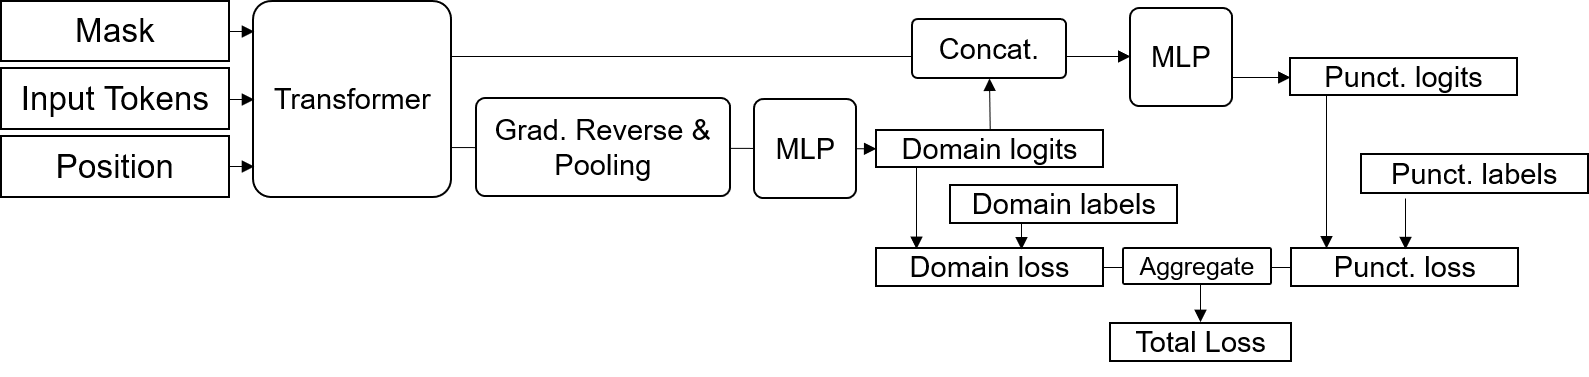 Mask
Input Tokens
Position
Transformer
Grad. Reverse &
Pooling
MLP
Concat.
MLP
Domain logits
Domain labels
Domain loss
Aggregate
Total Loss
Punct. logits
Punct. labels
Punct. loss